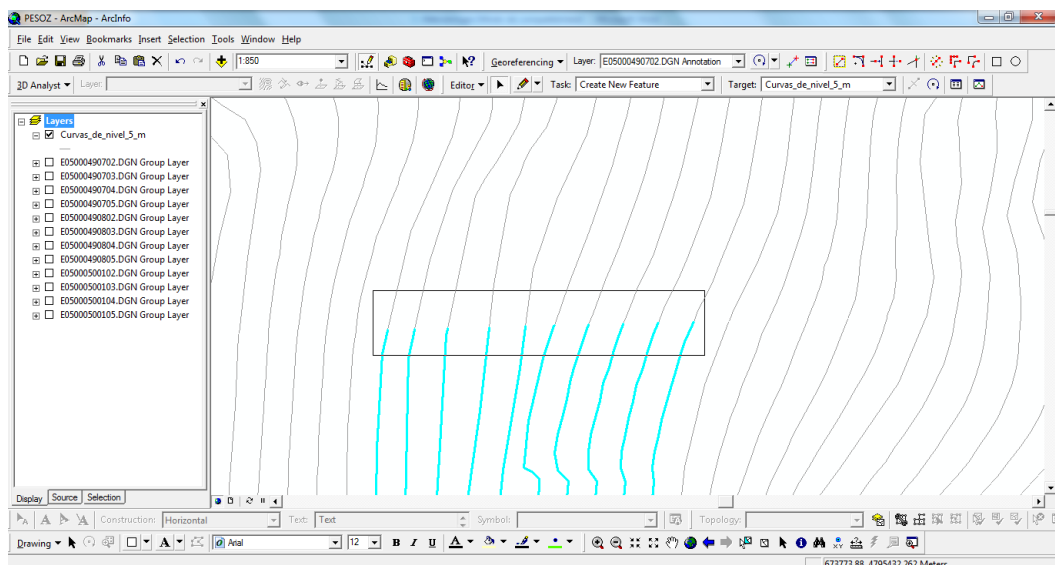 PESOZ - ArcMap - ArcInfo
File Edit View Bookmarks Insert Selection Tools Window Help
1:850 Georeferencing Layer: E05000490702.DGN Annotation
3D Analyst Layer: Editor Task: Create New Feature Target: Curvas_de_nivel_5_m
Layers
Curvas_de_nivel_5_m
E05000490702.DGN Group Layer
E05000490703.DGN Group Layer
E05000490704.DGN Group Layer
E05000490705.DGN Group Layer
E05000490802.DGN Group Layer
E05000490803.DGN Group Layer
E05000490804.DGN Group Layer
E05000490805.DGN Group Layer
E05000500102.DGN Group Layer
E05000500103.DGN Group Layer
E05000500104.DGN Group Layer
E05000500105.DGN Group Layer
Display Source Selection
Construction: Horizontal Text: Text Symbol: Topology:
Drawing A Arial 12 B I U A